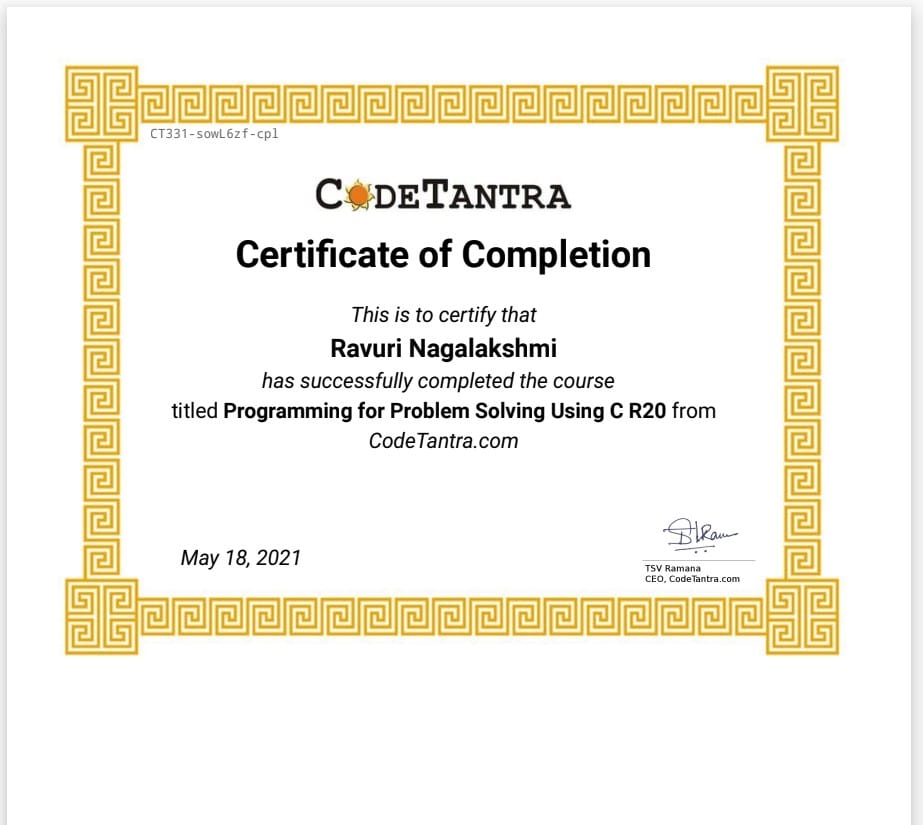 CT331-sowL6zf-cpl
CODETANTRA
Certificate of Completion
This is to certify that
Ravuri Nagalakshmi
has successfully completed the course
titled Programming for Problem Solving Using C R20 from
CodeTantra.com
May 18, 2021
TSV Ramana
CEO, CodeTantra.com